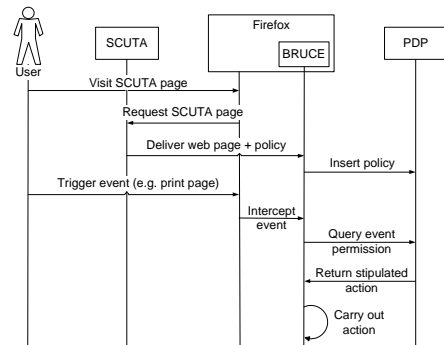 SCUTA
Firefox
BRUCE
PDP
User
Visit SCUTA page
Request SCUTA page
Deliver web page + policy
Insert policy
Trigger event (e.g. print page)
Intercept
event
Query event
permission
Return stipulated
action
Carry out
action